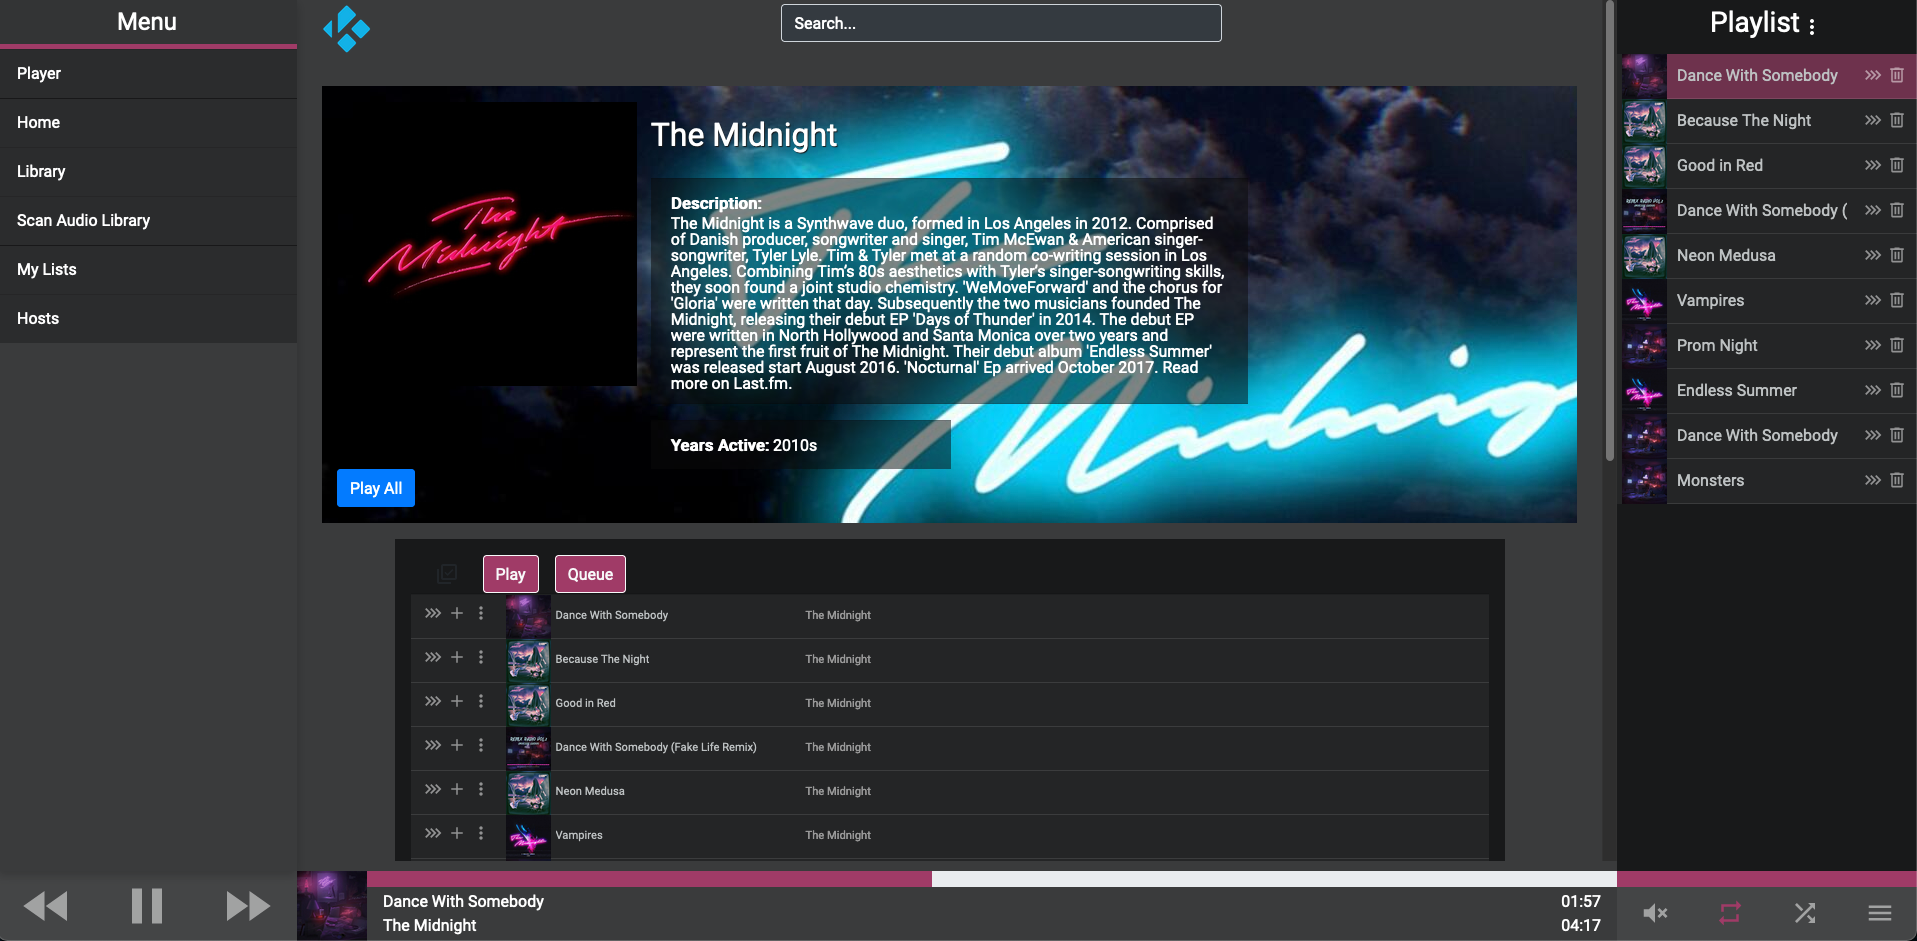 Menu
Player
Home
Library
Scan Audio Library
My Lists
Hosts
Search...
The Midnight
The Midnight
Description:
The Midnight is a Synthwave duo, formed in Los Angeles in 2012. Comprised
of Danish producer, songwriter and singer, Tim McEwan & American singer-
songwriter, Tyler Lyle. Tim & Tyler met at a random co-writing session in Los
Angeles. Combining Tim’s 80s aesthetics with Tyler’s singer-songwriting skills,
they soon found a joint studio chemistry. 'WeMoveForward' and the chorus for
'Gloria' were written that day. Subsequently the two musicians founded The
Midnight, releasing their debut EP 'Days of Thunder' in 2014. The debut EP
were written in North Hollywood and Santa Monica over two years and
represent the first fruit of The Midnight. Their debut album 'Endless Summer'
was released start August 2016. 'Nocturnal' Ep arrived October 2017. Read
more on Last.fm.
Years Active: 2010s
Play All
Play Queue
Dance With Somebody The Midnight
Because The Night The Midnight
Good in Red The Midnight
Dance With Somebody (Fake Life Remix) The Midnight
Neon Medusa The Midnight
Vampires The Midnight
Playlist
Dance With Somebody
Because The Night
Good in Red
Dance With Somebody (
Neon Medusa
Vampires
Prom Night
Endless Summer
Dance With Somebody
Monsters
Dance With Somebody 01:57
The Midnight 04:17